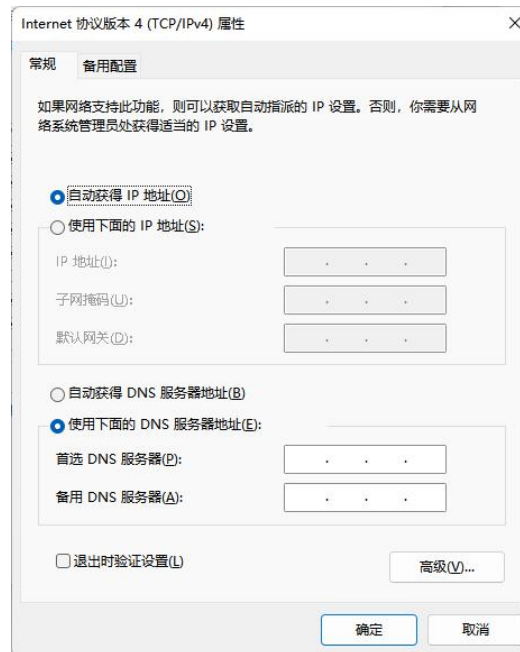 Internet 协议版本 4 (TCP/IPv4) 属性
常规 备用配置
如果网络支持此功能，则可以获取自动指派的 IP 设置。否则，你需要从网
络系统管理员处获得适当的 IP 设置。
自动获得 IP 地址(O)
使用下面的 IP 地址(S):
IP 地址(I):
子网掩码(U):
默认网关(D):
自动获得 DNS 服务器地址(B)
使用下面的 DNS 服务器地址(E):
首选 DNS 服务器(P):
备用 DNS 服务器(A):
退出时验证设置(L)
高级(V)...
确定 取消